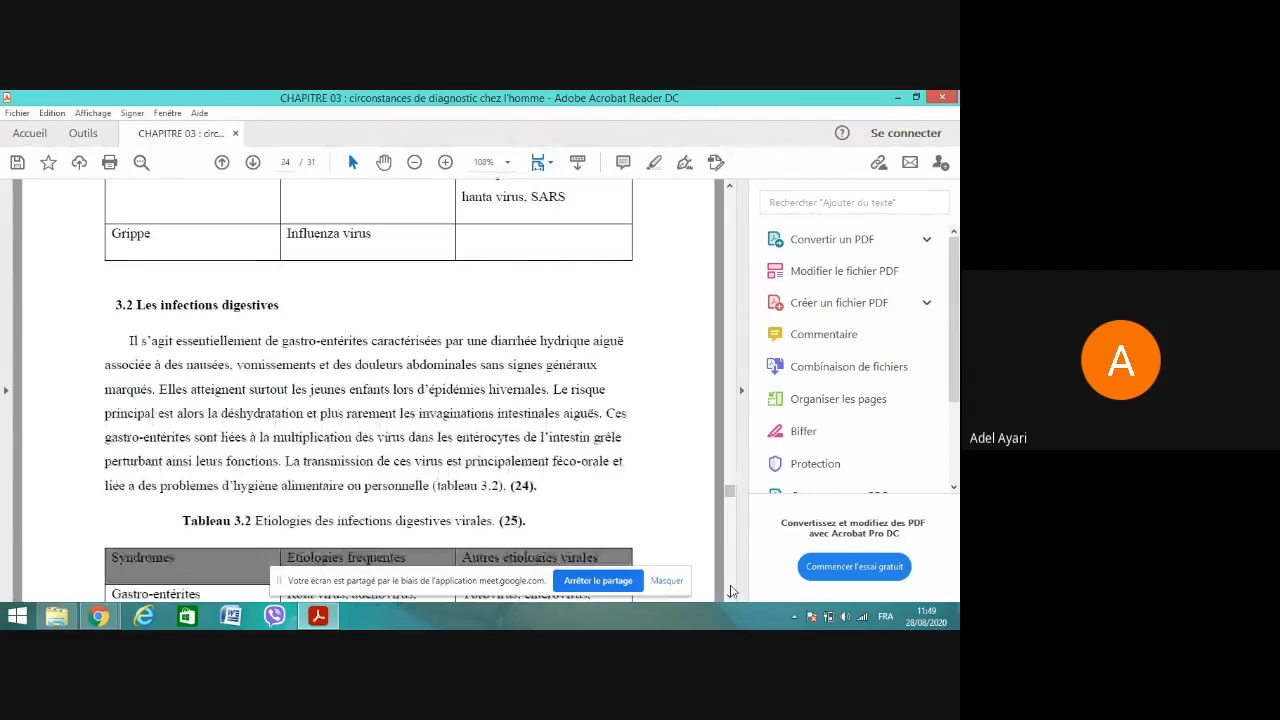 CHAPITRE 03 : circonstances de diagnostic chez l'homme - Adobe Acrobat Reader DC
Fichier Edition Affichage Signer Fenêtre Aide
Accueil Outils CHAPITRE 03 : circ... × Se connecter
24 / 31 108%
hanta virus, SARS
Grippe Influenza virus
3.2 Les infections digestives
Il s'agit essentiellement de gastro-entérites caractérisées par une diarrhée hydrique aiguë
associée à des nausées, vomissements et des douleurs abdominales sans signes généraux
marqués. Elles atteignent surtout les jeunes enfants lors d'épidémies hivernales. Le risque
principal est alors la déshydratation et plus rarement les invaginations intestinales aiguës. Ces
gastro-entérites sont liées à la multiplication des virus dans les entérocytes de l'intestin grêle
perturbant ainsi leurs fonctions. La transmission de ces virus est principalement féco-orale et
liée à des problèmes d'hygiène alimentaire ou personnelle (tableau 3.2). (24).
Tableau 3.2 Etiologies des infections digestives virales. (25).
Syndromes Etiologies fréquentes Autres etiologies virales
Gastro-entérites Rota virus, adenovirus,
Votre écran est partagé par le biais de l'application meet.google.com. Arrêter le partage Masquer
Rechercher "Ajouter du texte"
Convertir un PDF
Modifier le fichier PDF
Créer un fichier PDF
Commentaire
Combinaison de fichiers
Organiser les pages
Biffer
Protection
Convertissez et modifiez des PDF
avec Acrobat Pro DC
Commencer l'essai gratuit
FRA
11:49
28/08/2020
A
Adel Ayari